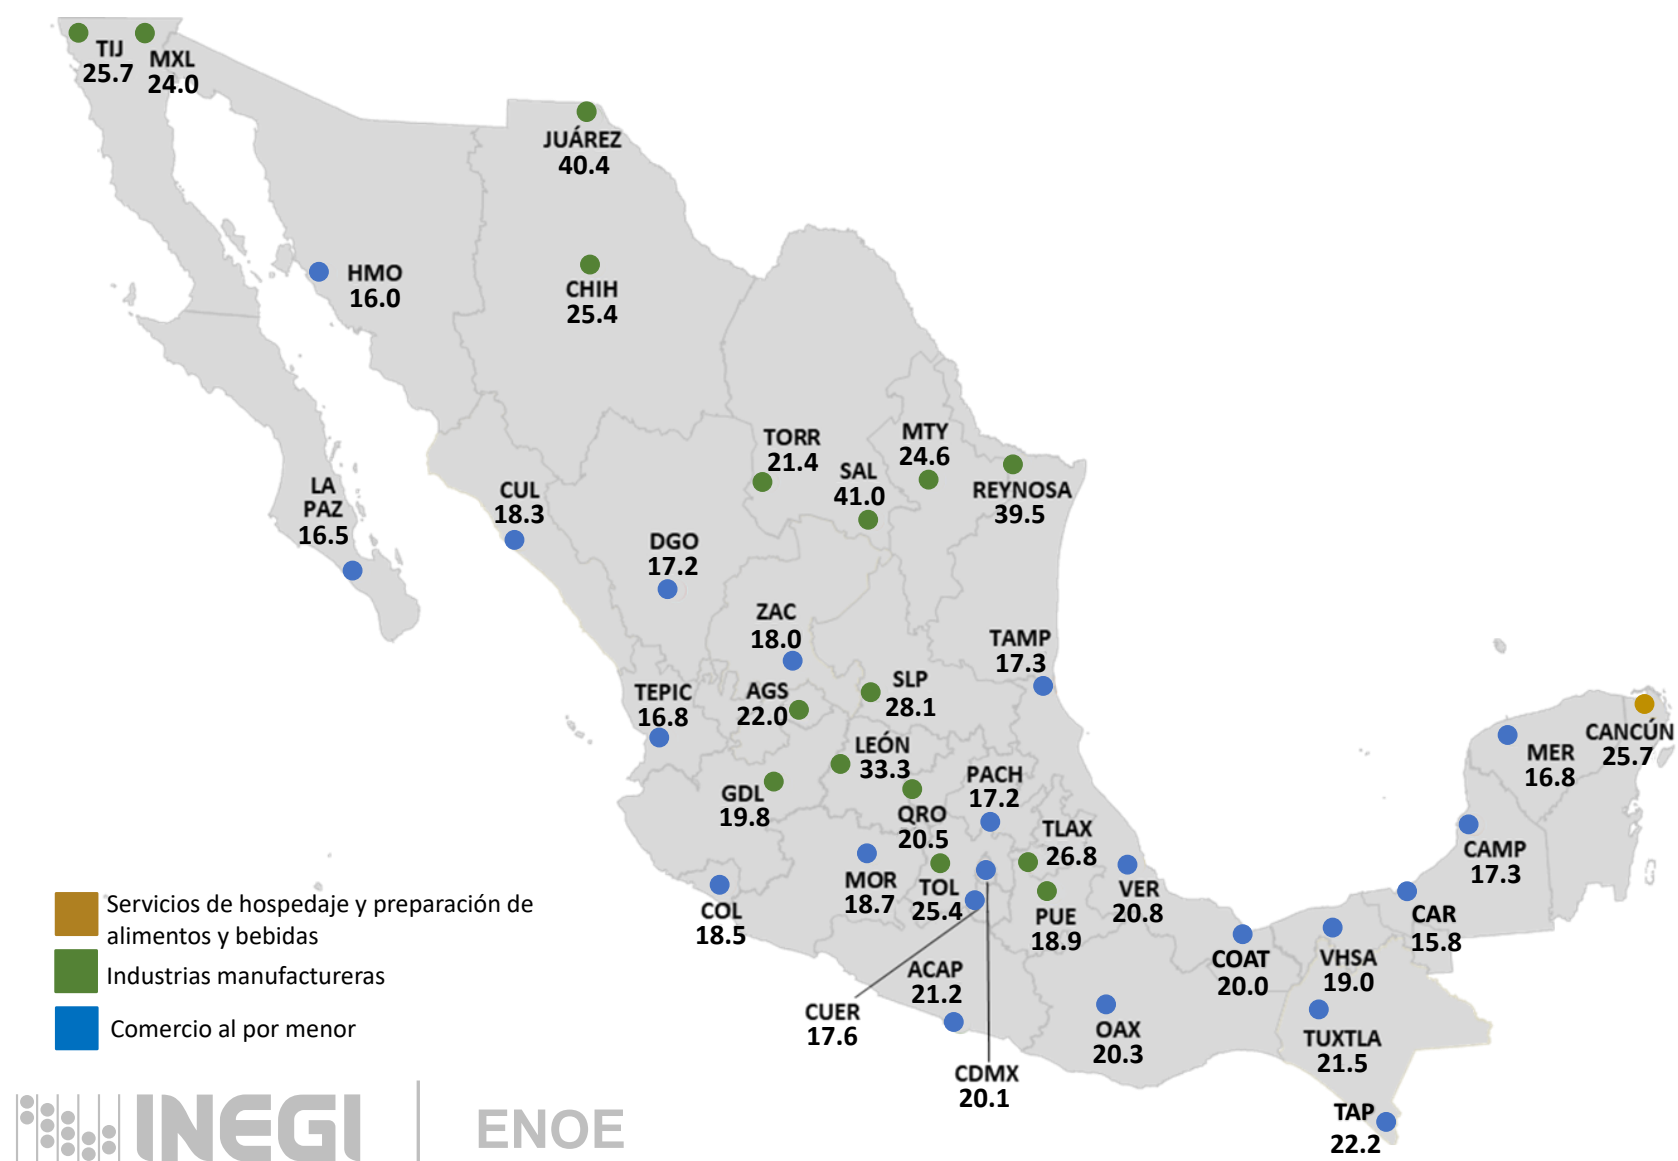 TIJ
25.7
MXL
24.0
JUÁREZ
40.4
HMO
16.0
CHIH
25.4
TORR
21.4
MTY
24.6
SAL
41.0
REYNOSA
39.5
LA
PAZ
16.5
CUL
18.3
DGO
17.2
ZAC
18.0
TAMP
17.3
TEPIC
16.8
AGS
22.0
SLP
28.1
LEÓN
33.3
CANCÚN
25.7
MER
16.8
GDL
19.8
PACH
17.2
QRO
20.5
TLAX
26.8
CAMP
17.3
MOR
18.7
TOL
25.4
VER
20.8
COL
18.5
PUE
18.9
CAR
15.8
COAT
20.0
VHSA
19.0
ACAP
21.2
CUER
17.6
OAX
20.3
TUXTLA
21.5
CDMX
20.1
TAP
22.2
Servicios de hospedaje y preparación de
alimentos y bebidas
Industrias manufactureras
Comercio al por menor
INEGI
ENOE